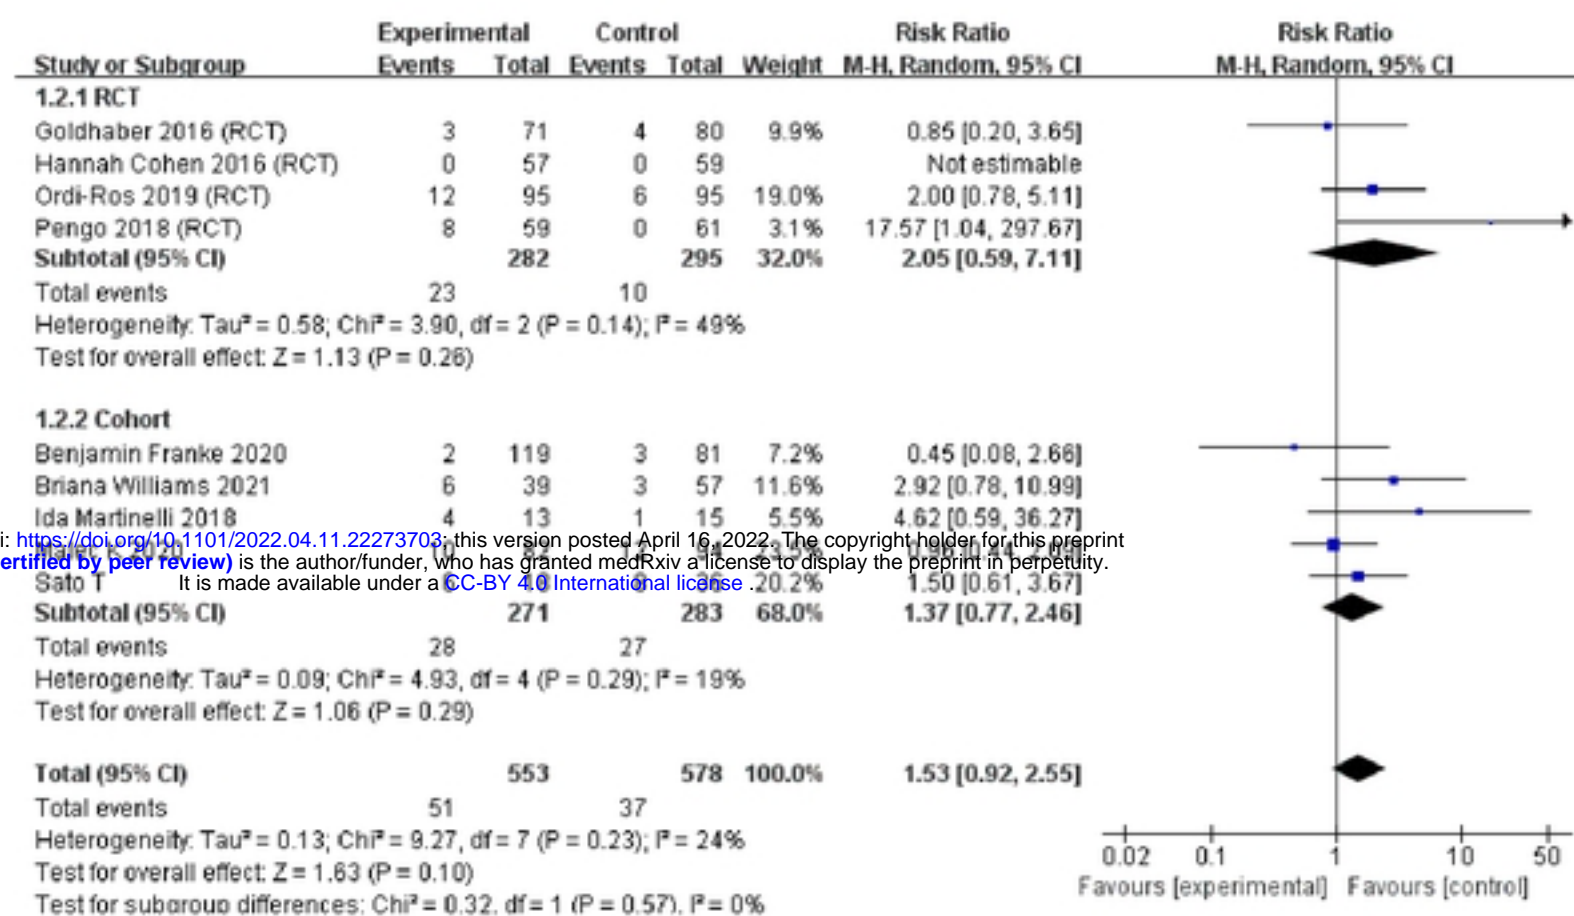 Experimental Control Risk Ratio Risk Ratio
Study or Subgroup Events Total Events Total Weight M-H, Random, 95% CI M-H, Random, 95% CI
1.2.1 RCT
Goldhaber 2016 (RCT) 3 71 4 80 9.9% 0.85 [0.20, 3.65]
Hannah Cohen 2016 (RCT) 0 57 0 59 Not estimable
Ordi-Ros 2019 (RCT) 12 95 6 95 19.0% 2.00 [0.78, 5.11]
Pengo 2018 (RCT) 8 59 0 61 3.1% 17.57 [1.04, 297.67]
Subtotal (95% CI) 282 295 32.0% 2.05 [0.59, 7.11]
Total events 23 10
Heterogeneity: Tau² = 0.58; Chi² = 3.90, df = 2 (P = 0.14); I² = 49%
Test for overall effect: Z = 1.13 (P = 0.26)
1.2.2 Cohort
Benjamin Franke 2020 2 119 3 81 7.2% 0.45 [0.08, 2.66]
Briana Williams 2021 6 39 3 57 11.6% 2.92 [0.78, 10.99]
Ida Martinelli 2018 4 13 1 15 5.5% 4.62 [0.59, 36.27]
i: https://doi.org/10.1101/2022.04.11.22273703; this version posted April 16, 2022. The copyright holder for this preprint
ertified by peer review) is the author/funder, who has granted medRxiv a license to display the preprint in perpetuity.
It is made available under a CC-BY 4.0 International license .
Sato T 20.2% 1.50 [0.61, 3.67]
Subtotal (95% CI) 271 283 68.0% 1.37 [0.77, 2.46]
Total events 28 27
Heterogeneity: Tau² = 0.09; Chi² = 4.93, df = 4 (P = 0.29); I² = 19%
Test for overall effect: Z = 1.06 (P = 0.29)
Total (95% CI) 553 578 100.0% 1.53 [0.92, 2.55]
Total events 51 37
Heterogeneity: Tau² = 0.13; Chi² = 9.27, df = 7 (P = 0.23); I² = 24%
Test for overall effect: Z = 1.63 (P = 0.10)
Test for subgroup differences: Chi² = 0.32, df = 1 (P = 0.57), I² = 0%
0.02 0.1 1 10 50
Favours [experimental] Favours [control]